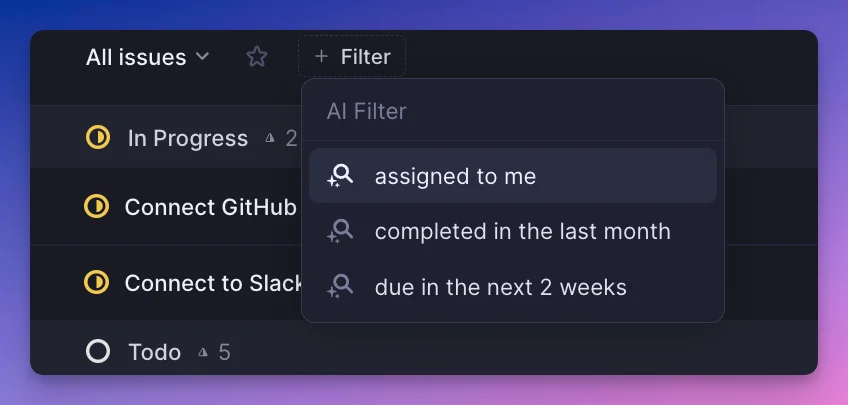 All issues
+ Filter
AI Filter
In Progress 2
assigned to me
Connect GitHub
completed in the last month
Connect to Slack
due in the next 2 weeks
Todo 5